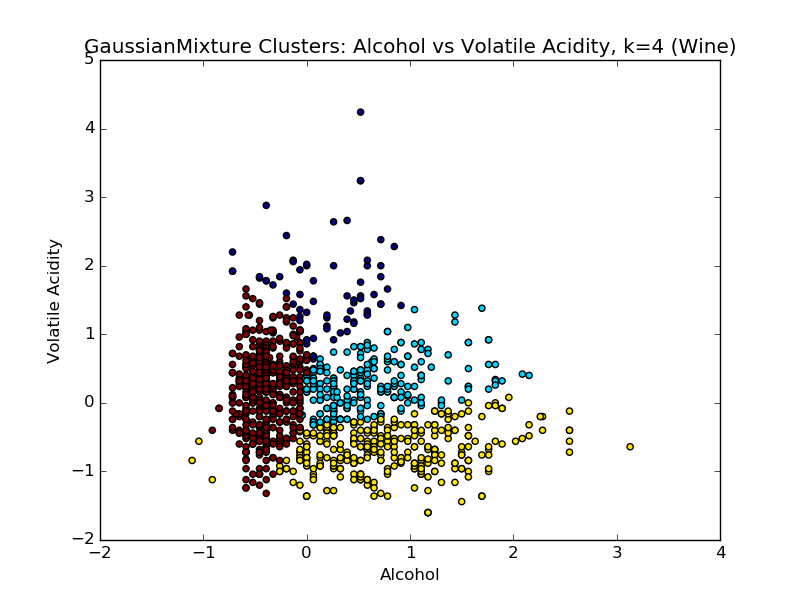 GaussianMixture Clusters: Alcohol vs Volatile Acidity, k=4 (Wine)
5
4
3
2
1
0
−1
−2
Volatile Acidity
−2 −1 0 1 2 3 4
Alcohol